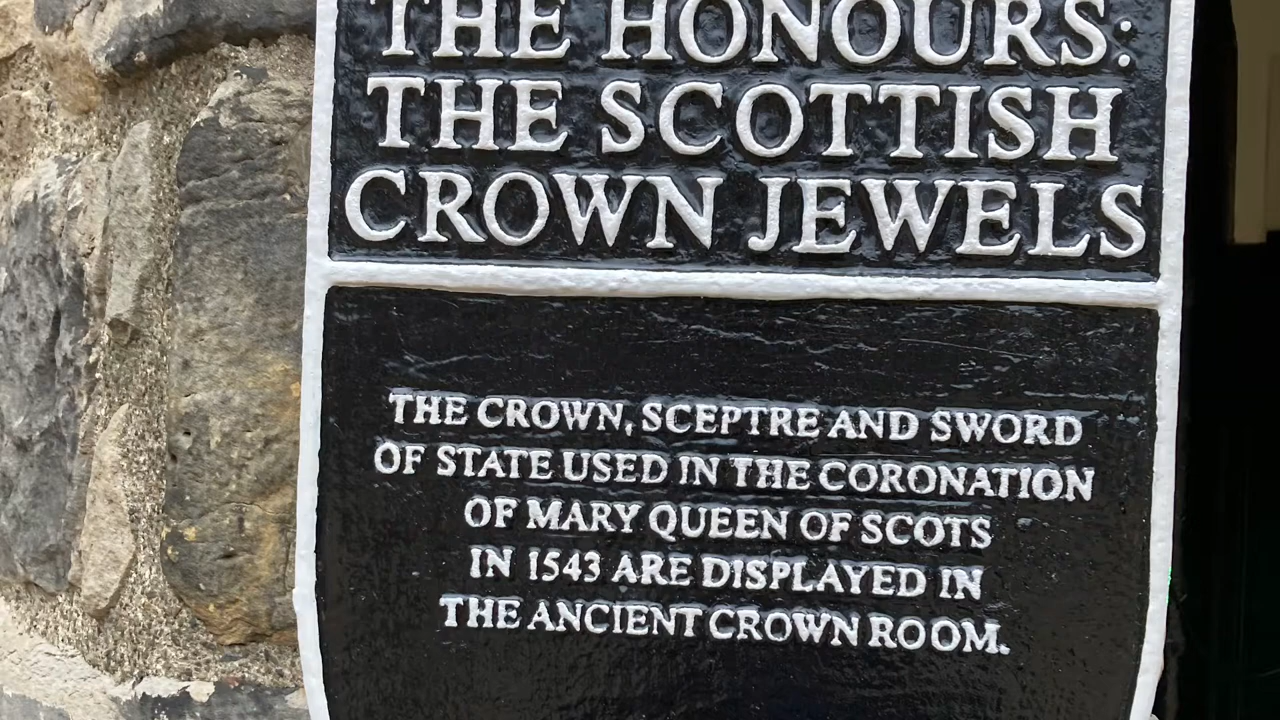 THE HONOURS:
THE SCOTTISH
CROWN JEWELS
THE CROWN, SCEPTRE AND SWORD
OF STATE USED IN THE CORONATION
OF MARY QUEEN OF SCOTS
IN 1543 ARE DISPLAYED IN
THE ANCIENT CROWN ROOM.